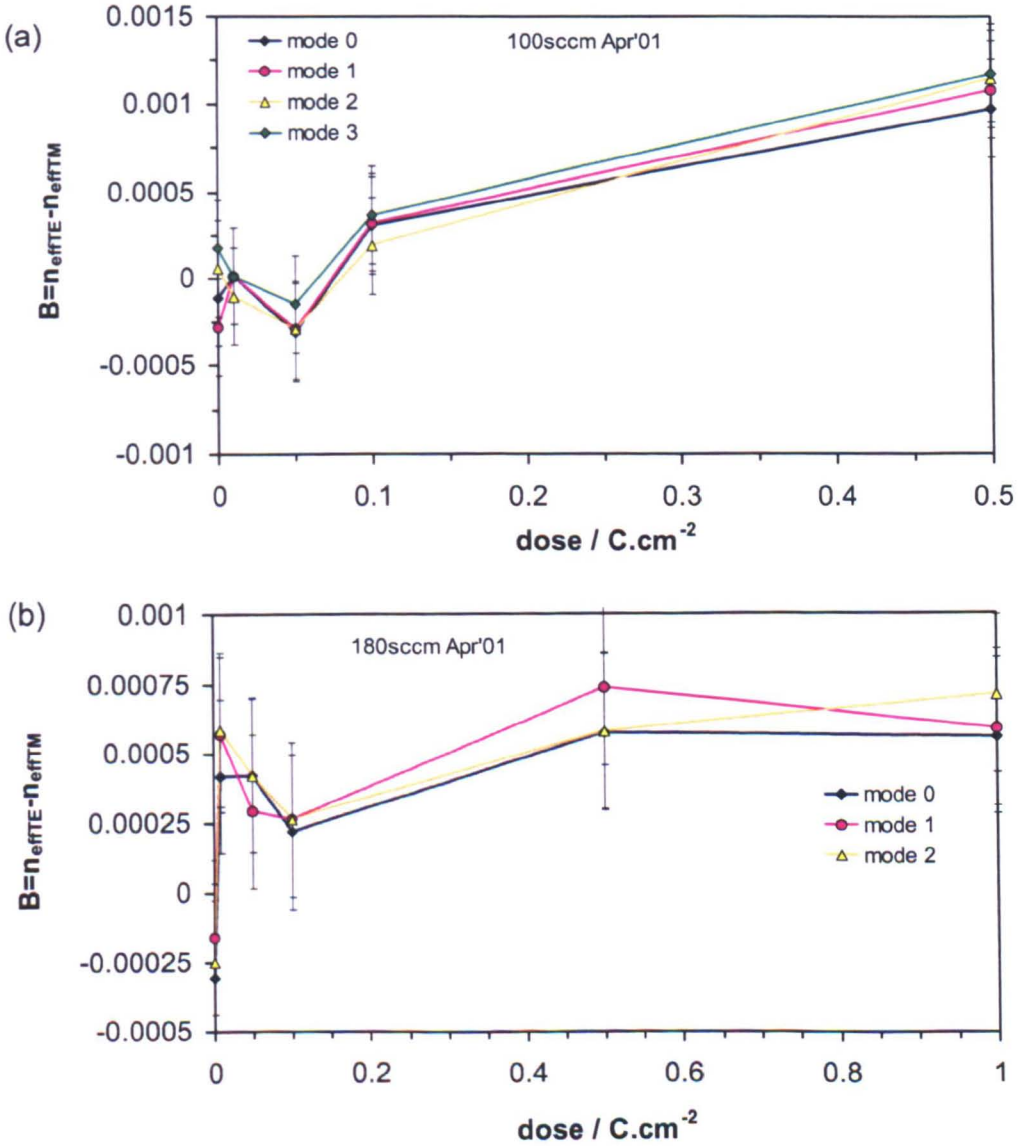 (a)
0.0015
0.001
0.0005
0
-0.0005
-0.001
B=neffTE-neffTM
mode 0
mode 1
mode 2
mode 3
100sccm Apr'01
0 0.1 0.2 0.3 0.4 0.5
dose / C.cm-2
(b)
0.001
0.00075
0.0005
0.00025
0
-0.00025
-0.0005
B=neffTE-neffTM
180sccm Apr'01
mode 0
mode 1
mode 2
0 0.2 0.4 0.6 0.8 1
dose / C.cm-2